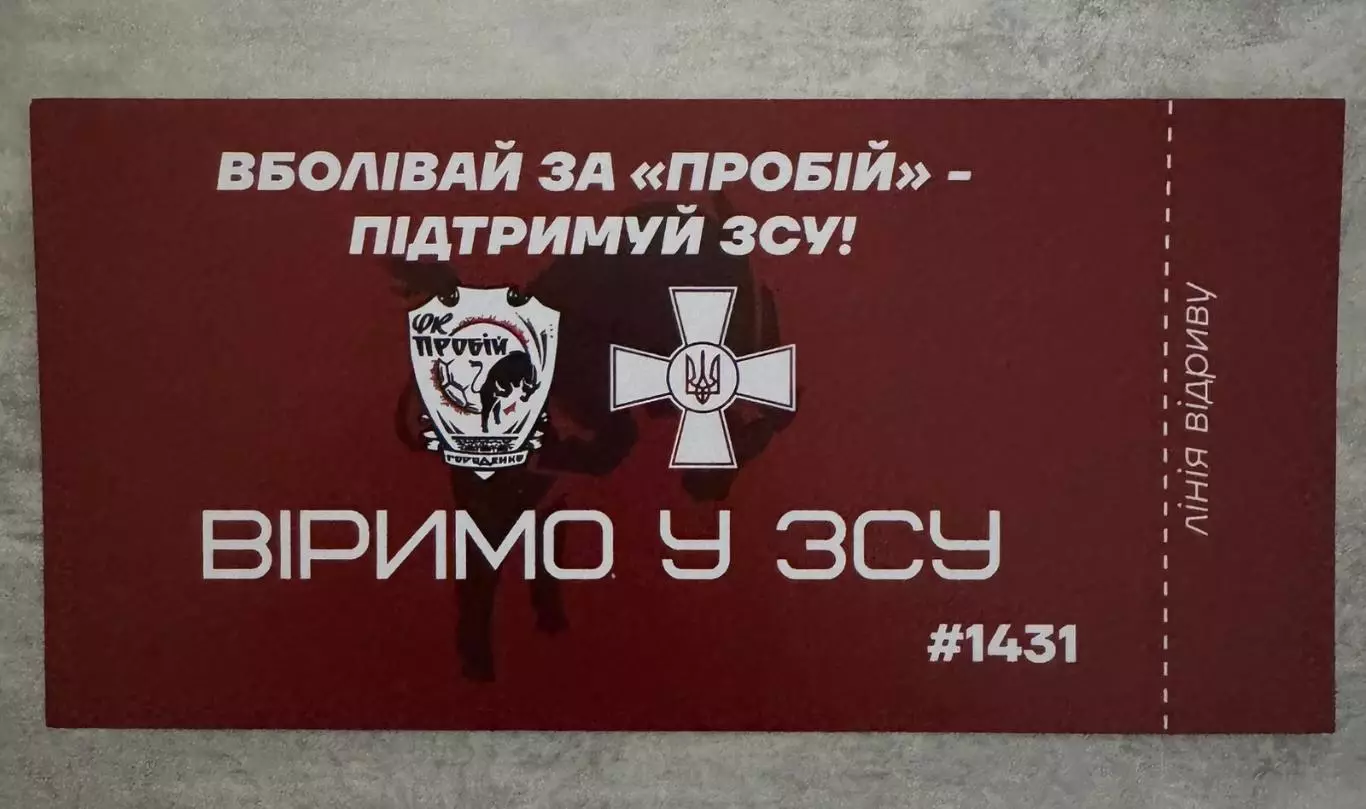 ВБОЛІВАЙ ЗА «ПРОБІЙ» -
ПІДТРИМУЙ ЗСУ!
ФК
ПРОБІЙ
ГОРОДЕНКА
ВІРИМО У ЗСУ
#1431
лінія відриву